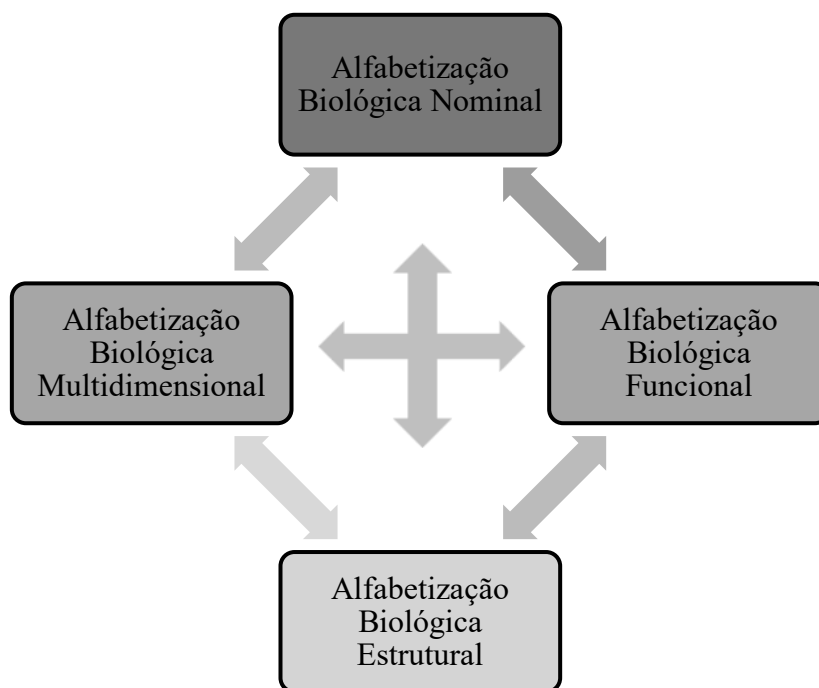 Alfabetização
Biológica Nominal
Alfabetização
Biológica
Multidimensional
Alfabetização
Biológica
Funcional
Alfabetização
Biológica
Estrutural